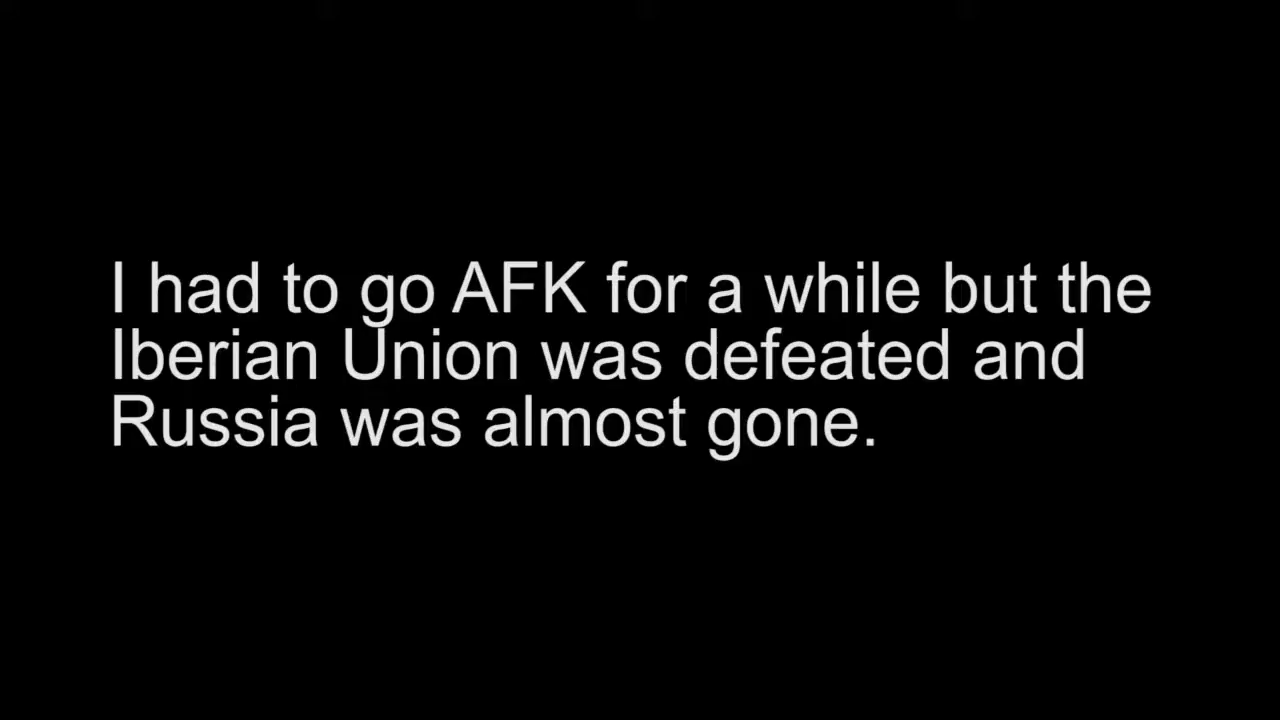 I had to go AFK for a while but the
Iberian Union was defeated and
Russia was almost gone.